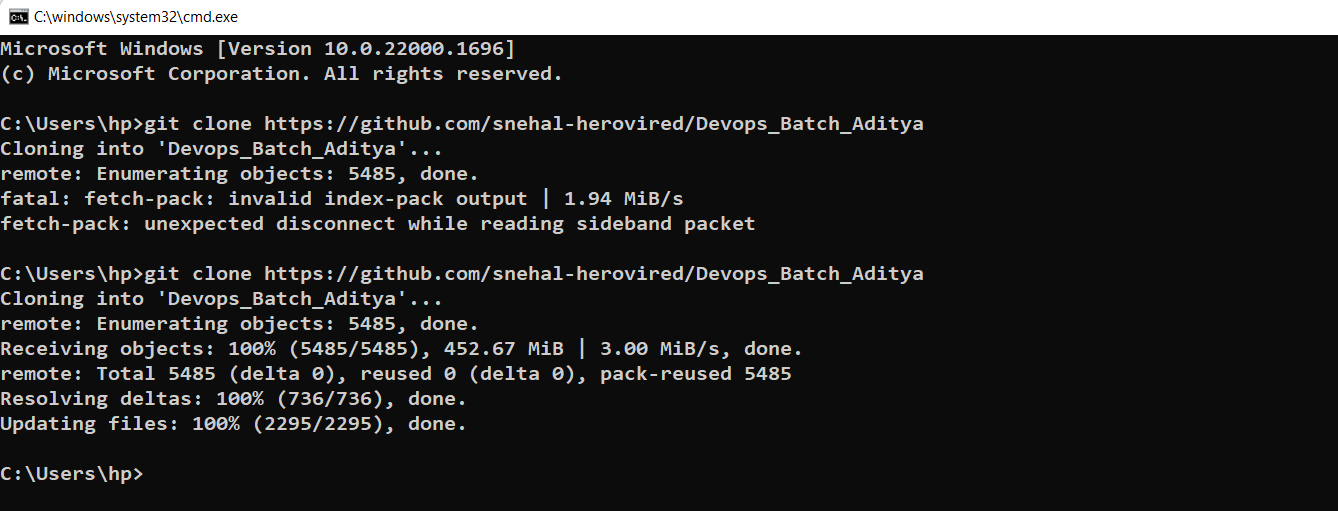 C:\windows\system32\cmd.exe
Microsoft Windows [Version 10.0.22000.1696]
(c) Microsoft Corporation. All rights reserved.
C:\Users\hp>git clone https://github.com/snehal-herovired/Devops_Batch_Aditya
Cloning into 'Devops_Batch_Aditya'...
remote: Enumerating objects: 5485, done.
fatal: fetch-pack: invalid index-pack output | 1.94 MiB/s
fetch-pack: unexpected disconnect while reading sideband packet
C:\Users\hp>git clone https://github.com/snehal-herovired/Devops_Batch_Aditya
Cloning into 'Devops_Batch_Aditya'...
remote: Enumerating objects: 5485, done.
Receiving objects: 100% (5485/5485), 452.67 MiB | 3.00 MiB/s, done.
remote: Total 5485 (delta 0), reused 0 (delta 0), pack-reused 5485
Resolving deltas: 100% (736/736), done.
Updating files: 100% (2295/2295), done.
C:\Users\hp>